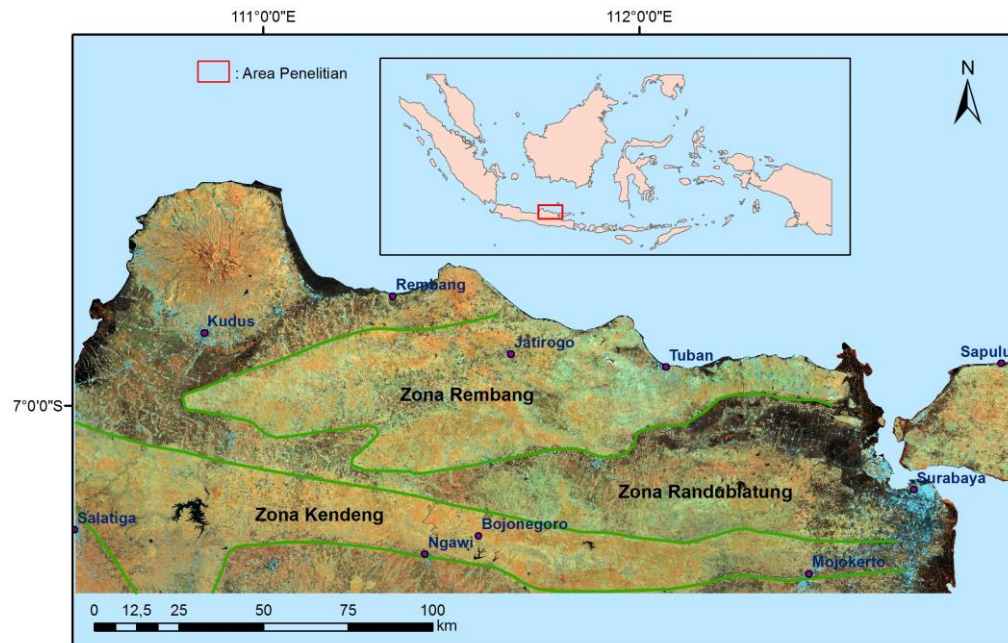 111°0'0"E
112°0'0"E
: Area Penelitian
N
Rembang
Kudus
Jatirogo
Tuban
Sapulu
7°0'0"S
Zona Rembang
Surabaya
Zona Randublatung
Salatiga
Zona Kendeng
Bojonegoro
Ngawi
Mojokerto
0 12,5 25 50 75 100
km